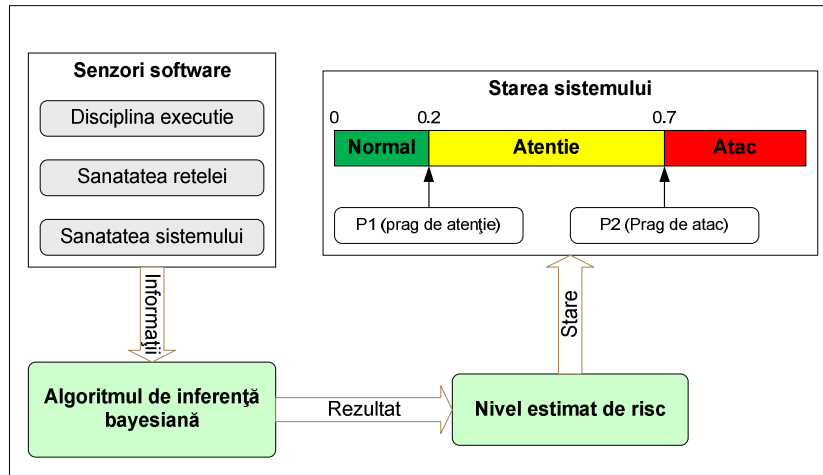 Senzori software
Disciplina executie
Sanatatea retelei
Sanatatea sistemului
Informaţii
Algoritmul de inferenţă
bayesiană
Rezultat
Nivel estimat de risc
Stare
Starea sistemului
0 0.2 0.7
Normal Atentie Atac
P1 (prag de atenţie) P2 (Prag de atac)